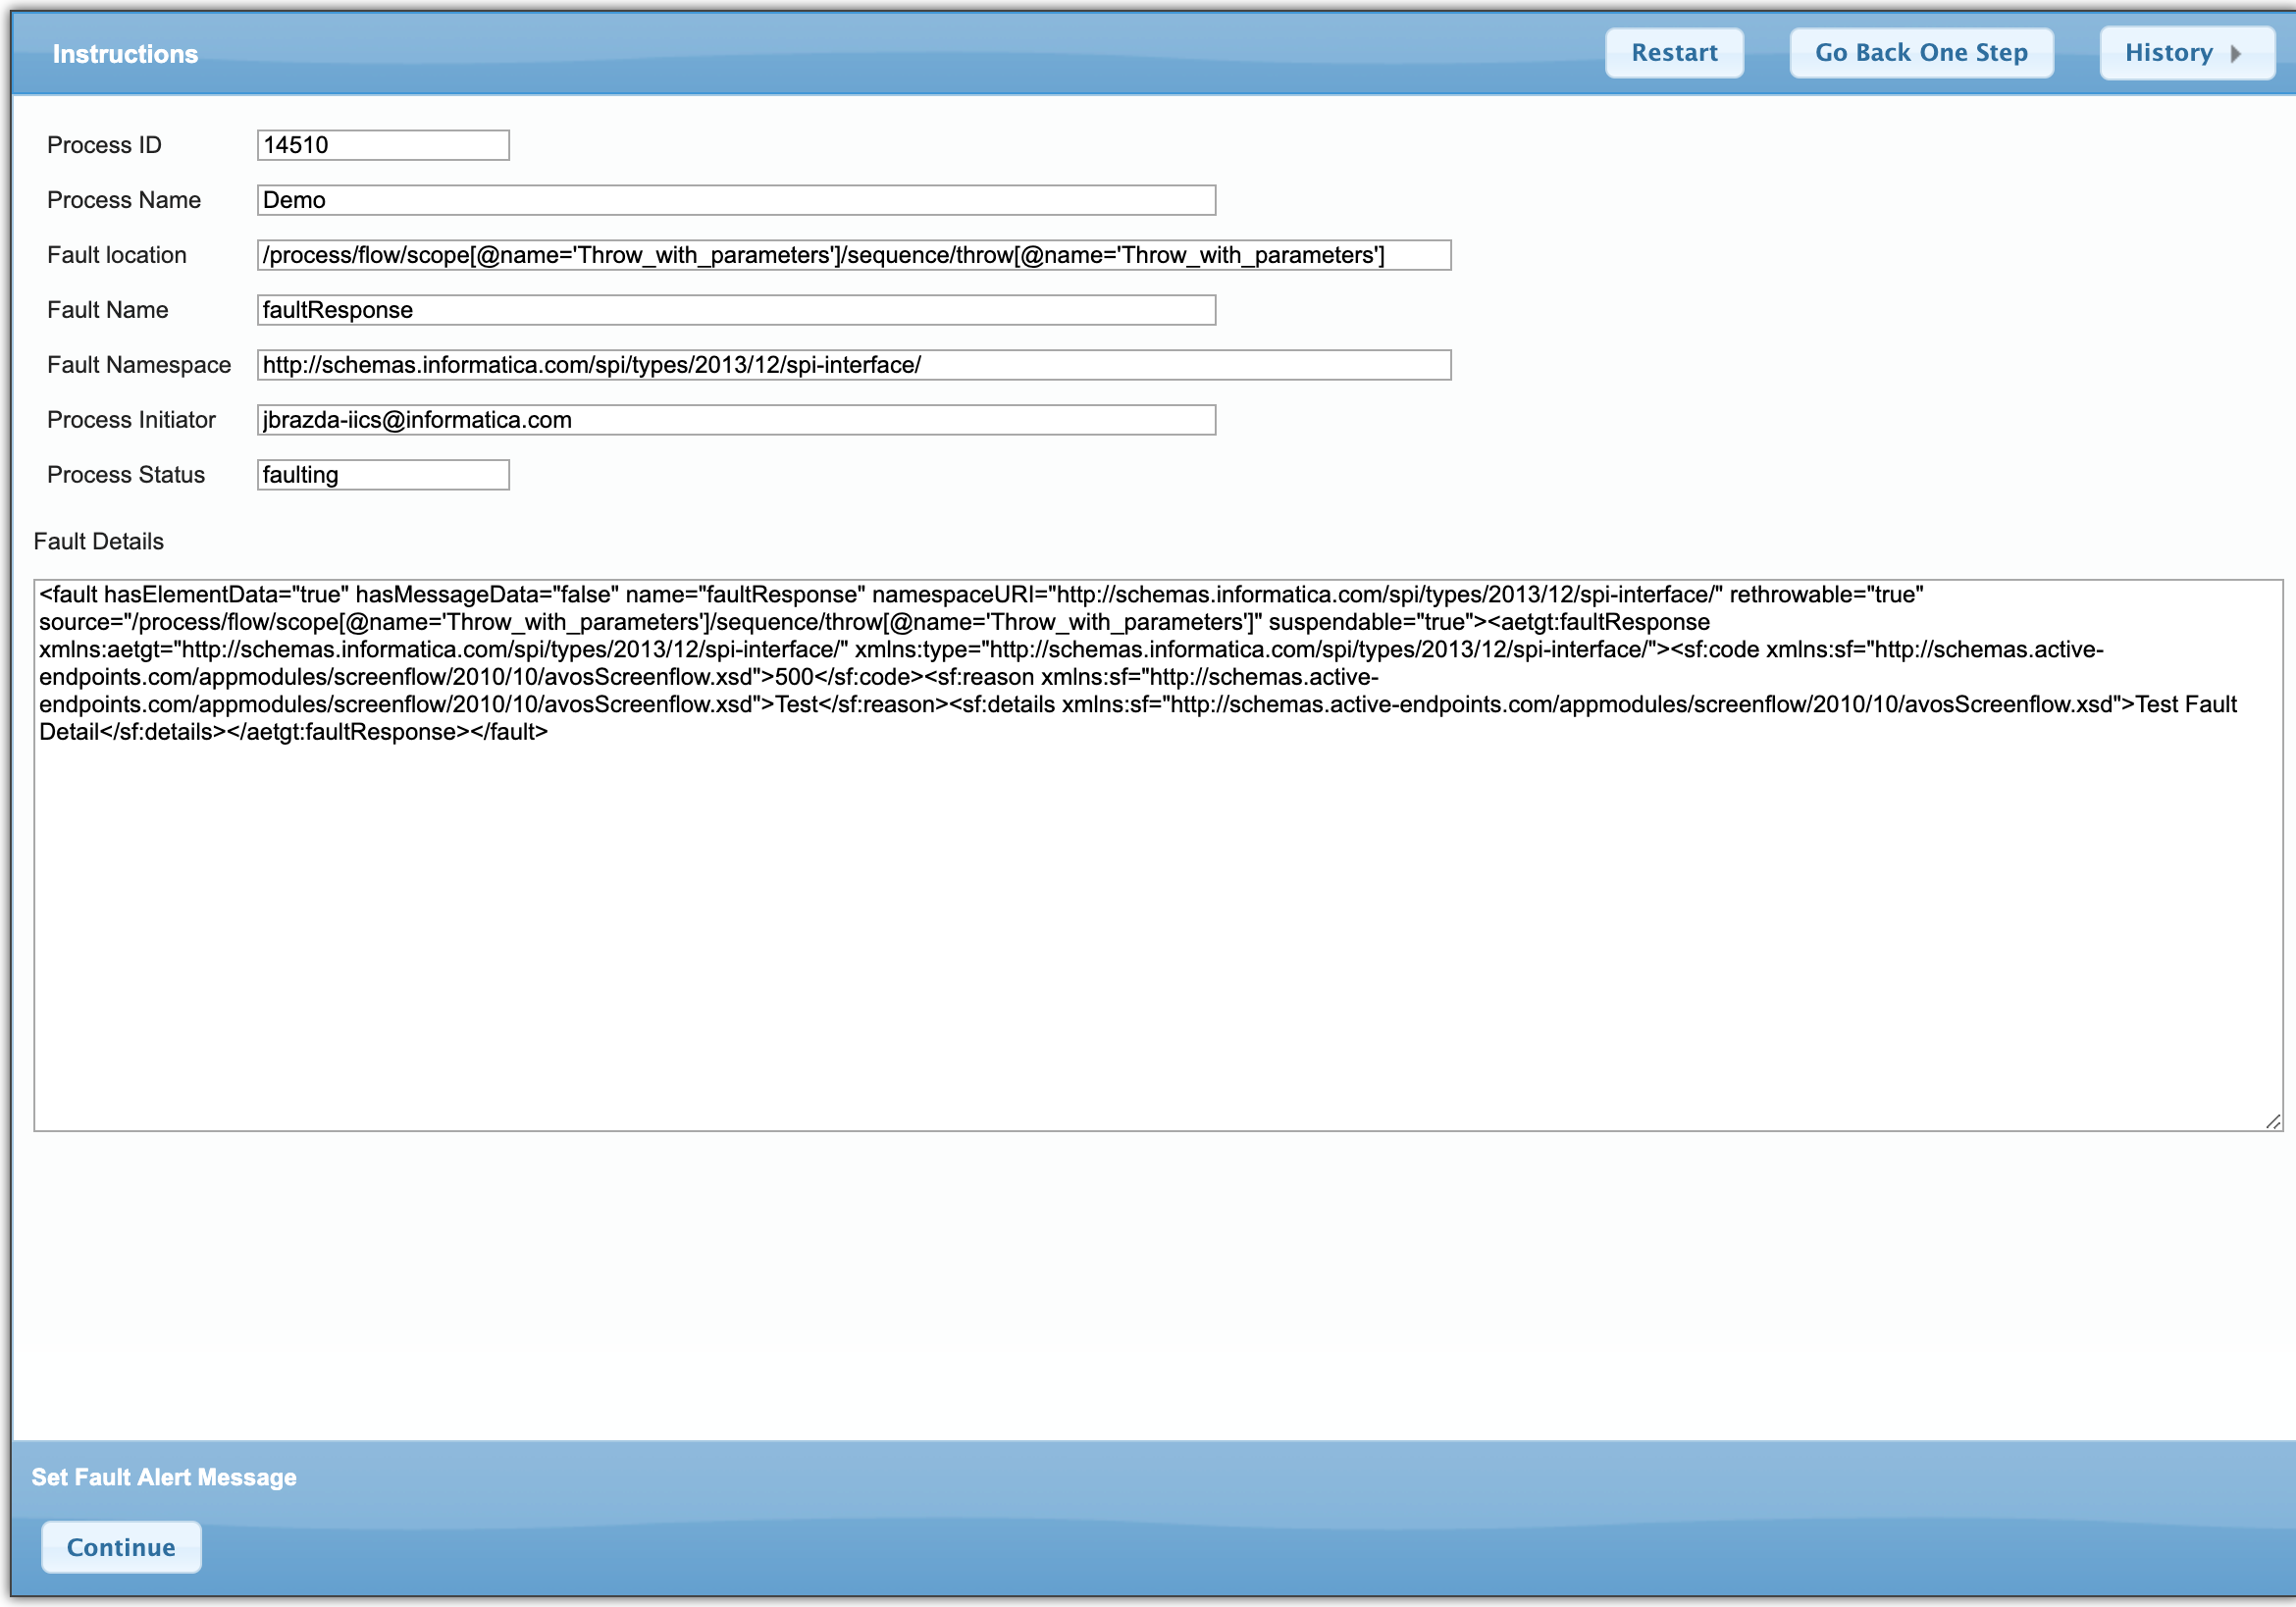 Instructions
Restart
Go Back One Step
History
Process ID 14510
Process Name Demo
Fault location /process/flow/scope[@name='Throw_with_parameters']/sequence/throw[@name='Throw_with_parameters']
Fault Name faultResponse
Fault Namespace http://schemas.informatica.com/spi/types/2013/12/spi-interface/
Process Initiator jbrazda-iics@informatica.com
Process Status faulting
Fault Details
<fault hasElementData="true" hasMessageData="false" name="faultResponse" namespaceURI="http://schemas.informatica.com/spi/types/2013/12/spi-interface/" rethrowable="true"
source="/process/flow/scope[@name='Throw_with_parameters']/sequence/throw[@name='Throw_with_parameters']" suspendable="true"><aetgt:faultResponse
xmlns:aetgt="http://schemas.informatica.com/spi/types/2013/12/spi-interface/" xmlns:type="http://schemas.informatica.com/spi/types/2013/12/spi-interface/"><sf:code xmlns:sf="http://schemas.active-
endpoints.com/appmodules/screenflow/2010/10/avosScreenflow.xsd">500</sf:code><sf:reason xmlns:sf="http://schemas.active-
endpoints.com/appmodules/screenflow/2010/10/avosScreenflow.xsd">Test</sf:reason><sf:details xmlns:sf="http://schemas.active-endpoints.com/appmodules/screenflow/2010/10/avosScreenflow.xsd">Test Fault
Detail</sf:details></aetgt:faultResponse></fault>
Set Fault Alert Message
Continue